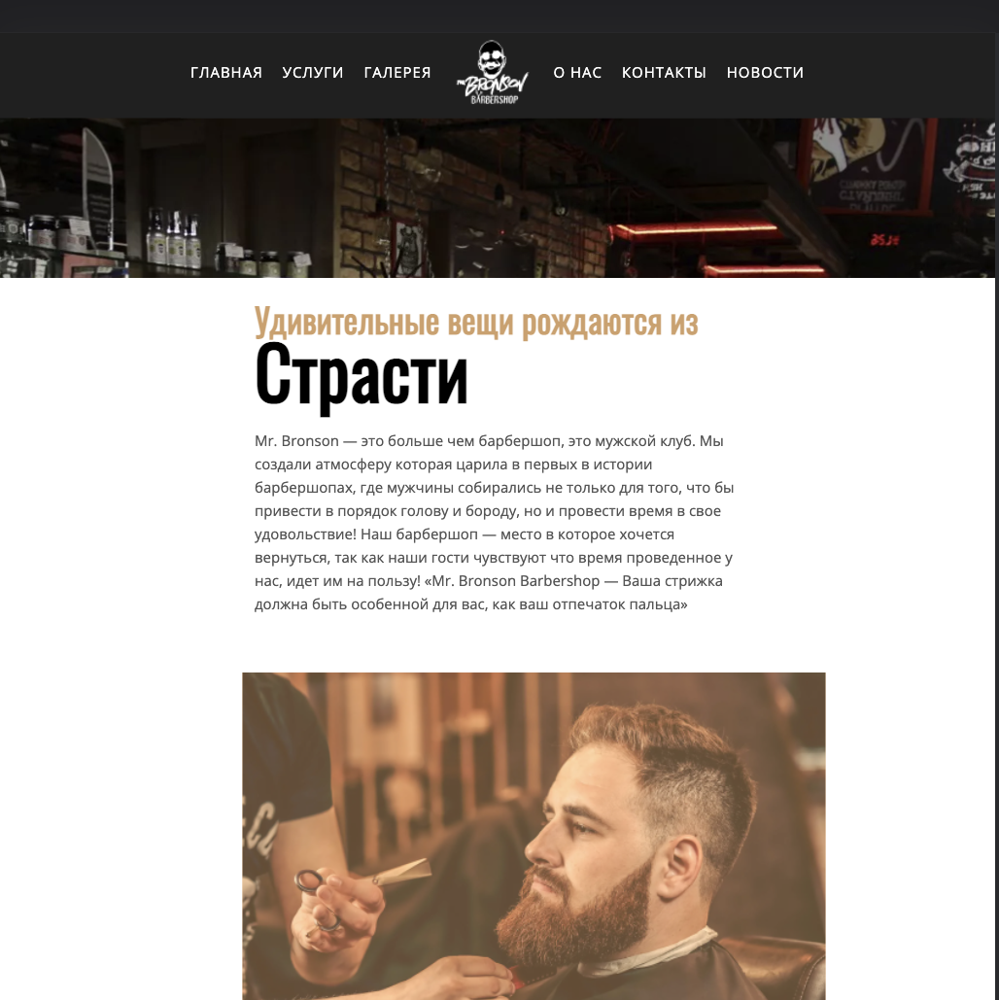 ГЛАВНАЯ УСЛУГИ ГАЛЕРЕЯ
MR. BRONSON
BARBERSHOP
О НАС КОНТАКТЫ НОВОСТИ
Удивительные вещи рождаются из
Страсти
Mr. Bronson — это больше чем барбершоп, это мужской клуб. Мы
создали атмосферу которая царила в первых в истории
барбершопах, где мужчины собирались не только для того, что бы
привести в порядок голову и бороду, но и провести время в свое
удовольствие! Наш барбершоп — место в которое хочется
вернуться, так как наши гости чувствуют что время проведенное у
нас, идет им на пользу! «Mr. Bronson Barbershop — Ваша стрижка
должна быть особенной для вас, как ваш отпечаток пальца»